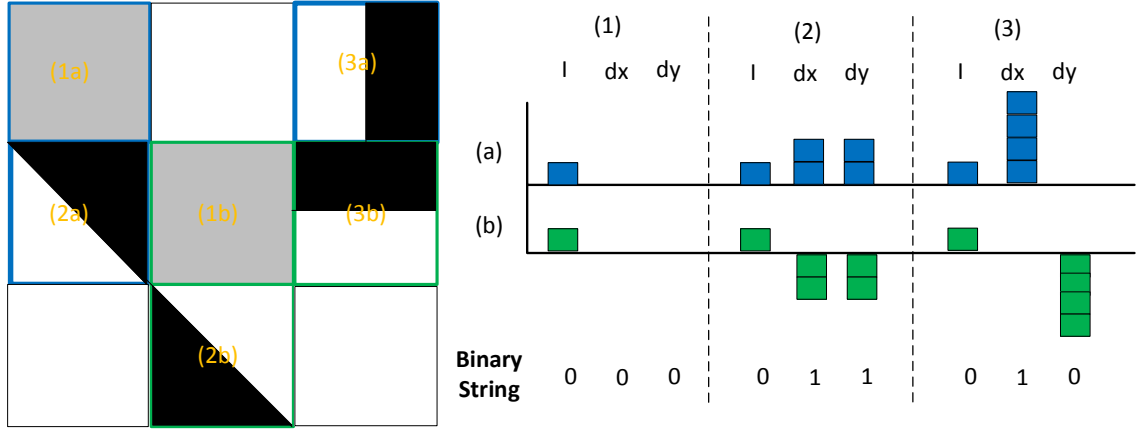 (1a)
(3a)
(2a)
(1b)
(3b)
(2b)
(1)
(2)
(3)
I
dx
dy
I
dx
dy
I
dx
dy
(a)
(b)
Binary
String
0 0 0
0 1 1
0 1 0